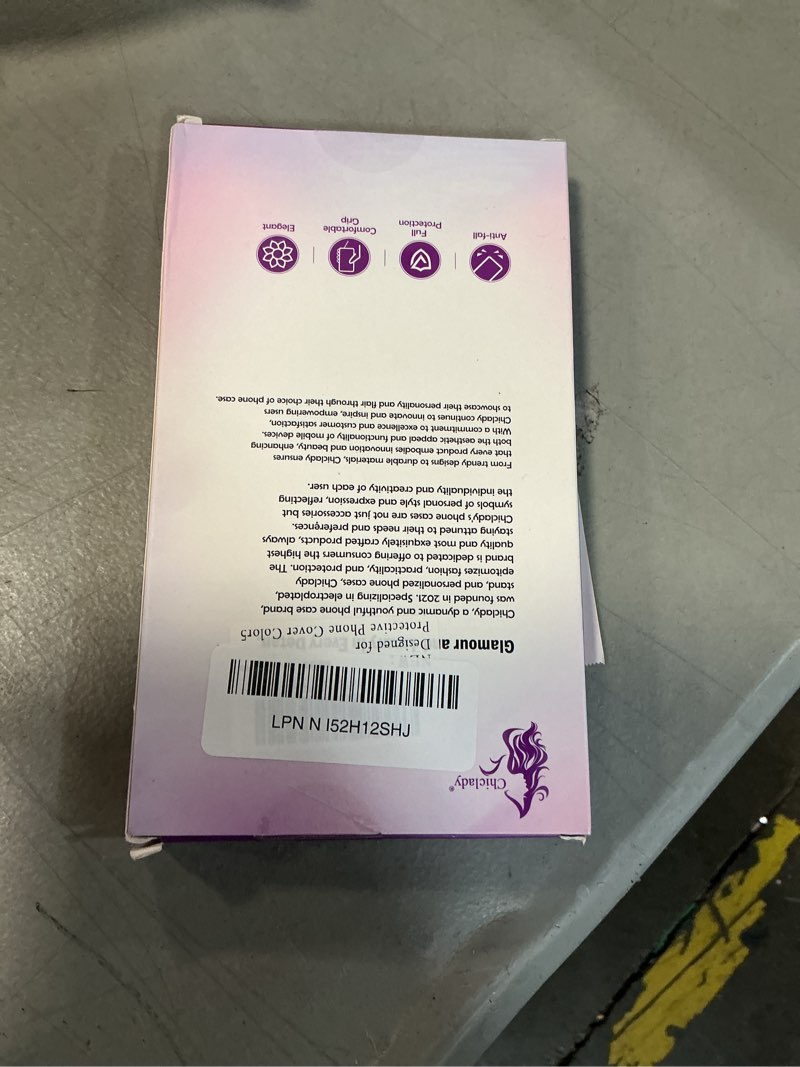 Chiclady®
LPN N I52H12SHJ
Glamour a
Designed for
Protective Phone Cover Color5
Chiclady, a dynamic and youthful phone case brand,
was founded in 2021. Specializing in electroplated,
stand, and personalized phone cases, Chiclady
epitomizes fashion, practicality, and protection. The
brand is dedicated to offering consumers the highest
quality and most exquisitely crafted products, always
staying attuned to their needs and preferences.
Chiclady's phone cases are not just accessories but
symbols of personal style and expression, reflecting
the individuality and creativity of each user.
From trendy designs to durable materials, Chiclady ensures
that every product embodies innovation and beauty, enhancing
both the aesthetic appeal and functionality of mobile devices.
With a commitment to excellence and customer satisfaction,
Chiclady continues to innovate and inspire, empowering users
to showcase their personality and flair through their choice of phone case.
Anti-fall
Full
Protection
Comfortable
Grip
Elegant